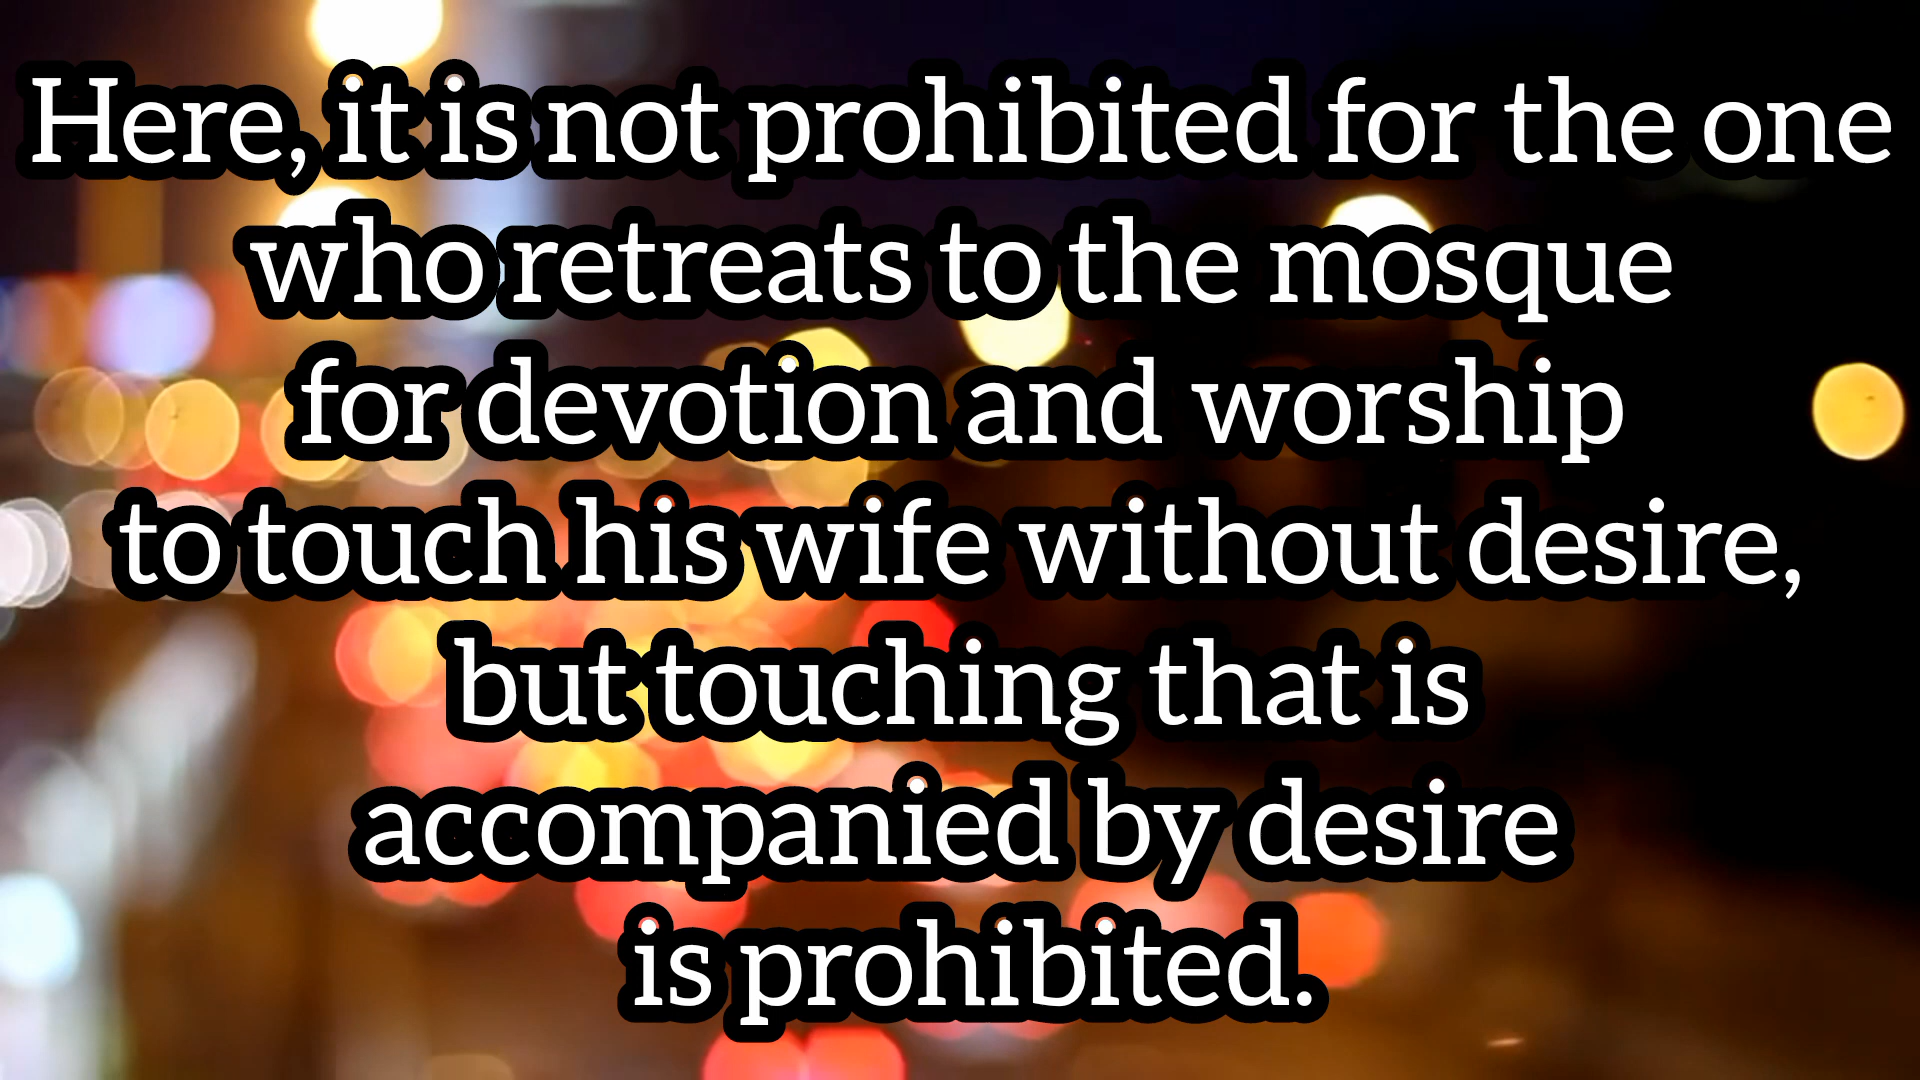 Here, it is not prohibited for the one
who retreats to the mosque
for devotion and worship
to touch his wife without desire,
but touching that is
accompanied by desire
is prohibited.